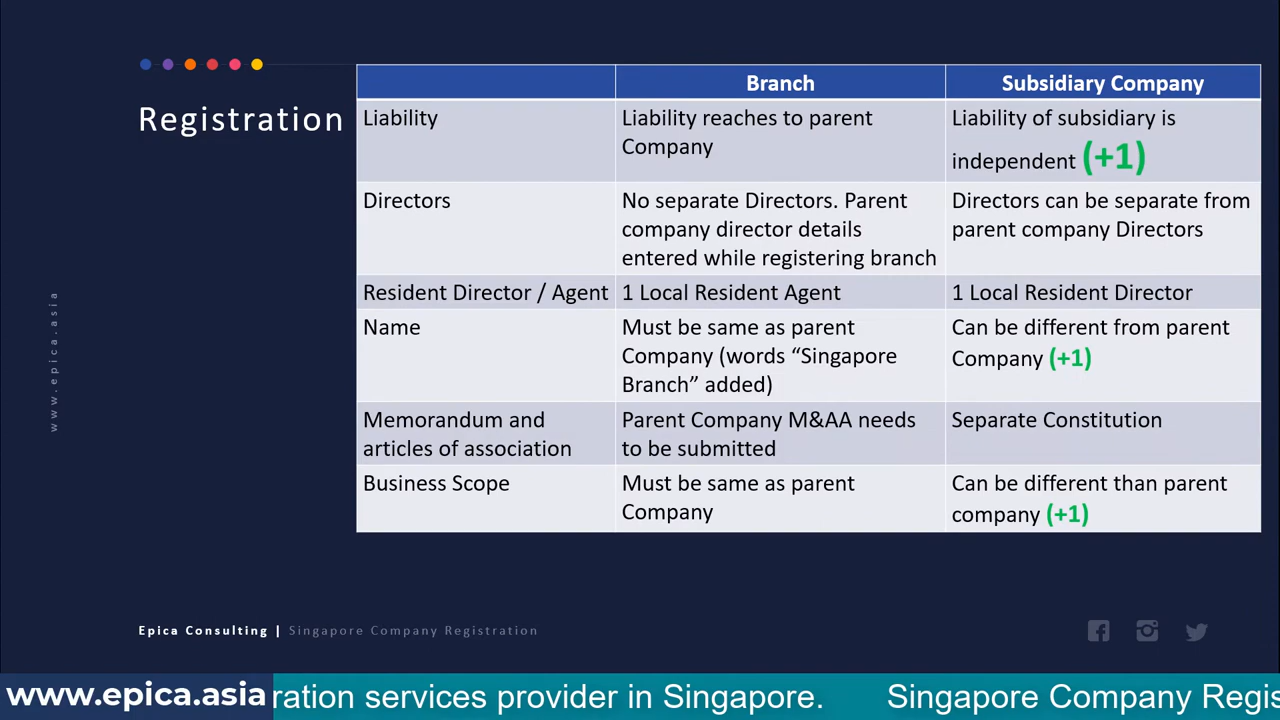 Registration
Branch
Subsidiary Company
Liability
Liability reaches to parent
Company
Liability of subsidiary is
independent (+1)
Directors
No separate Directors. Parent
company director details
entered while registering branch
Directors can be separate from
parent company Directors
Resident Director / Agent
1 Local Resident Agent
1 Local Resident Director
Name
Must be same as parent
Company (words “Singapore
Branch” added)
Can be different from parent
Company (+1)
Memorandum and
articles of association
Parent Company M&AA needs
to be submitted
Separate Constitution
Business Scope
Must be same as parent
Company
Can be different than parent
company (+1)
www.epica.asia
Epica Consulting | Singapore Company Registration
www.epica.asia
ration services provider in Singapore. Singapore Company Regis